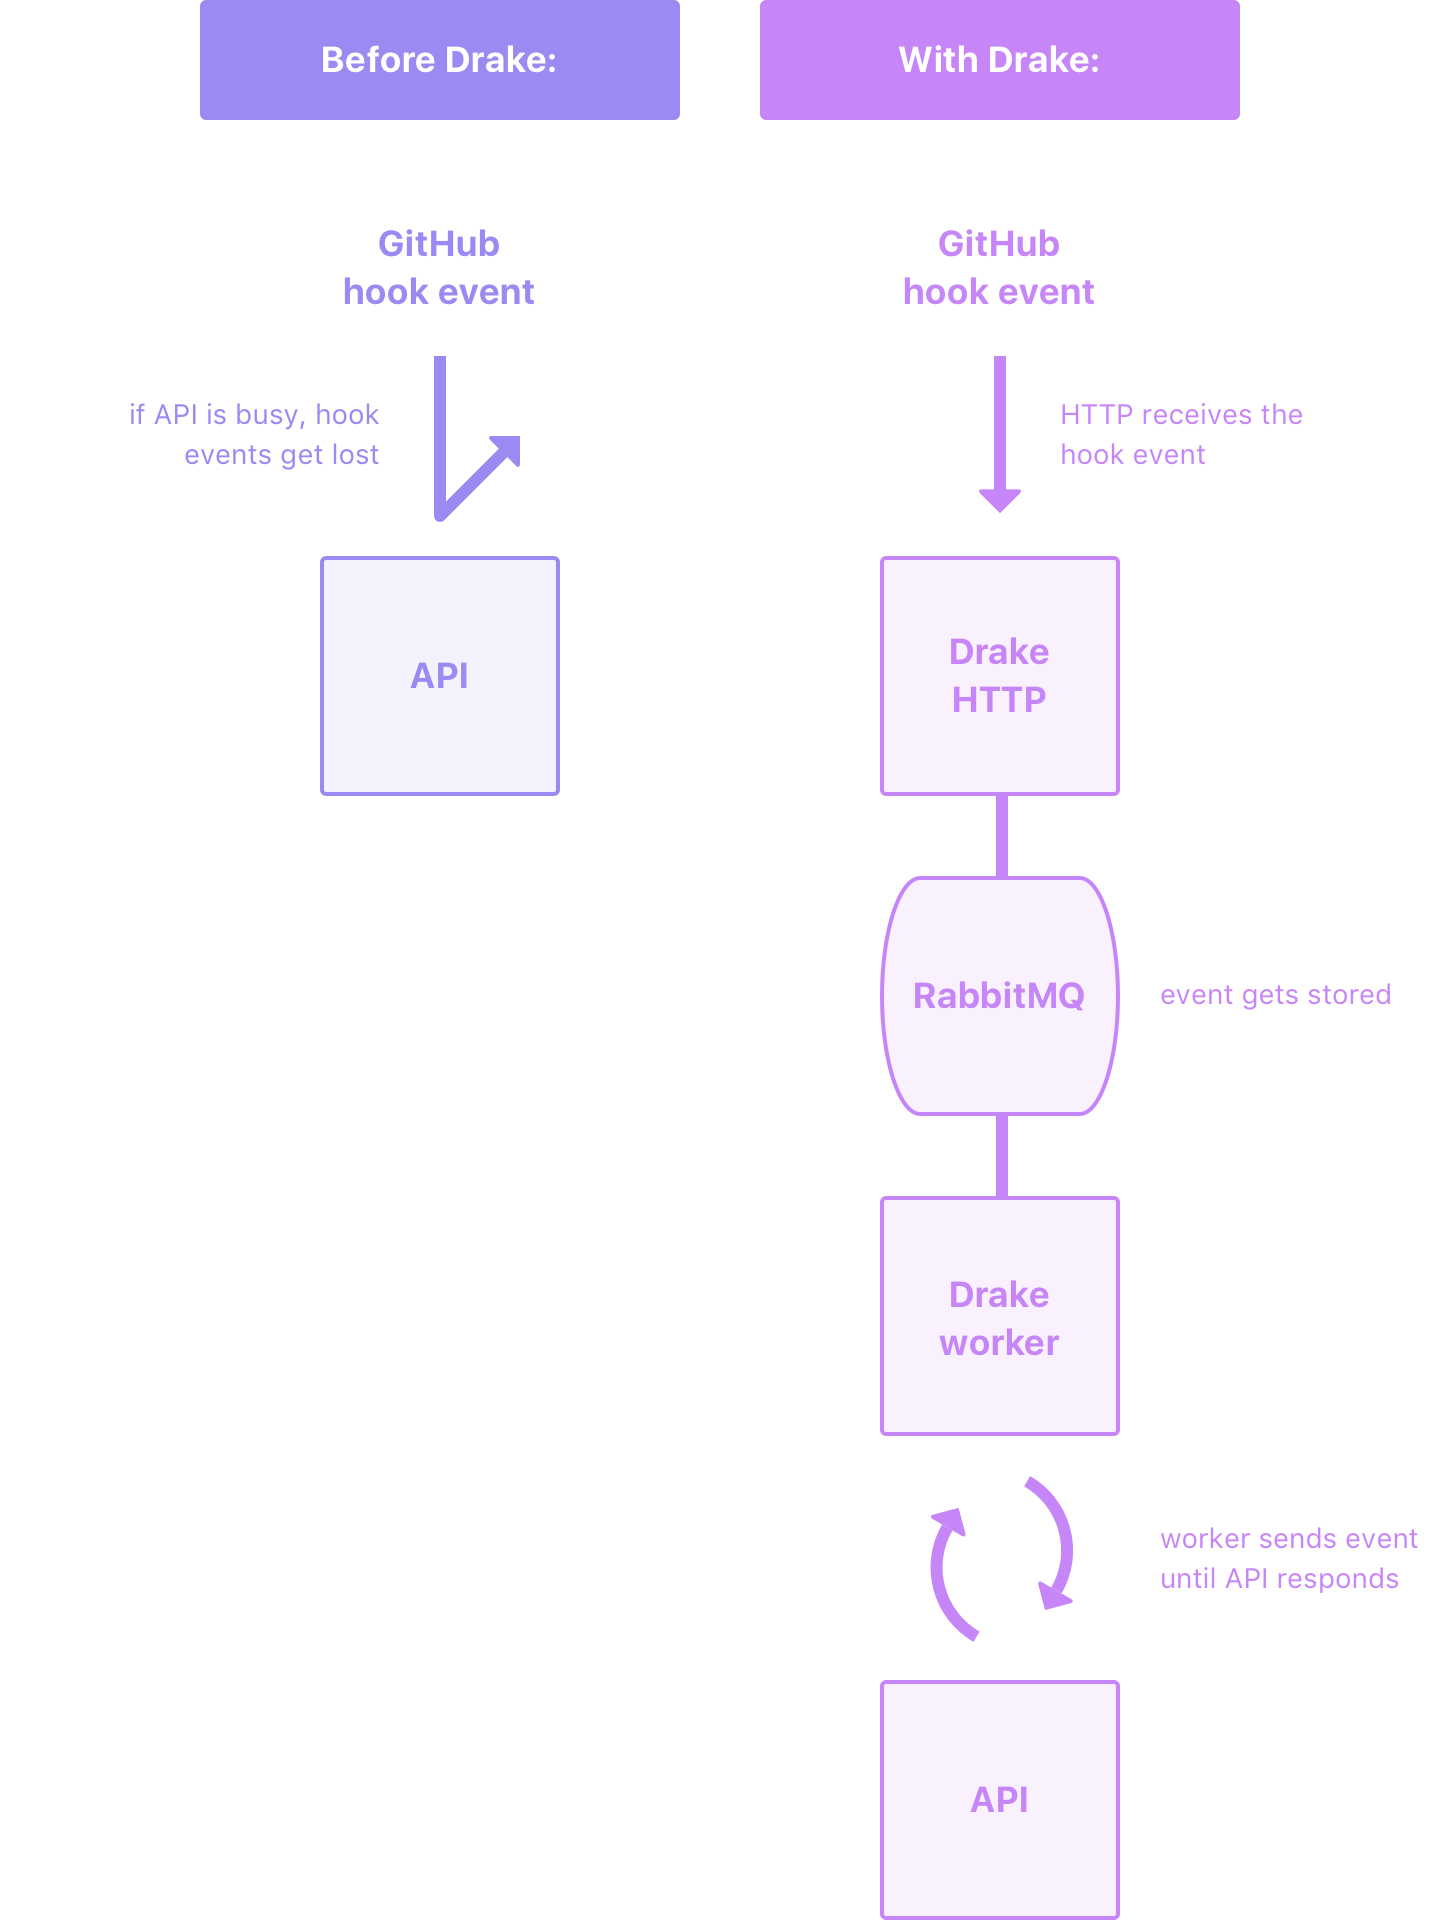 Before Drake:
GitHub
hook event
if API is busy, hook
events get lost
API
With Drake:
GitHub
hook event
HTTP receives the
hook event
Drake
HTTP
RabbitMQ
event gets stored
Drake
worker
worker sends event
until API responds
API